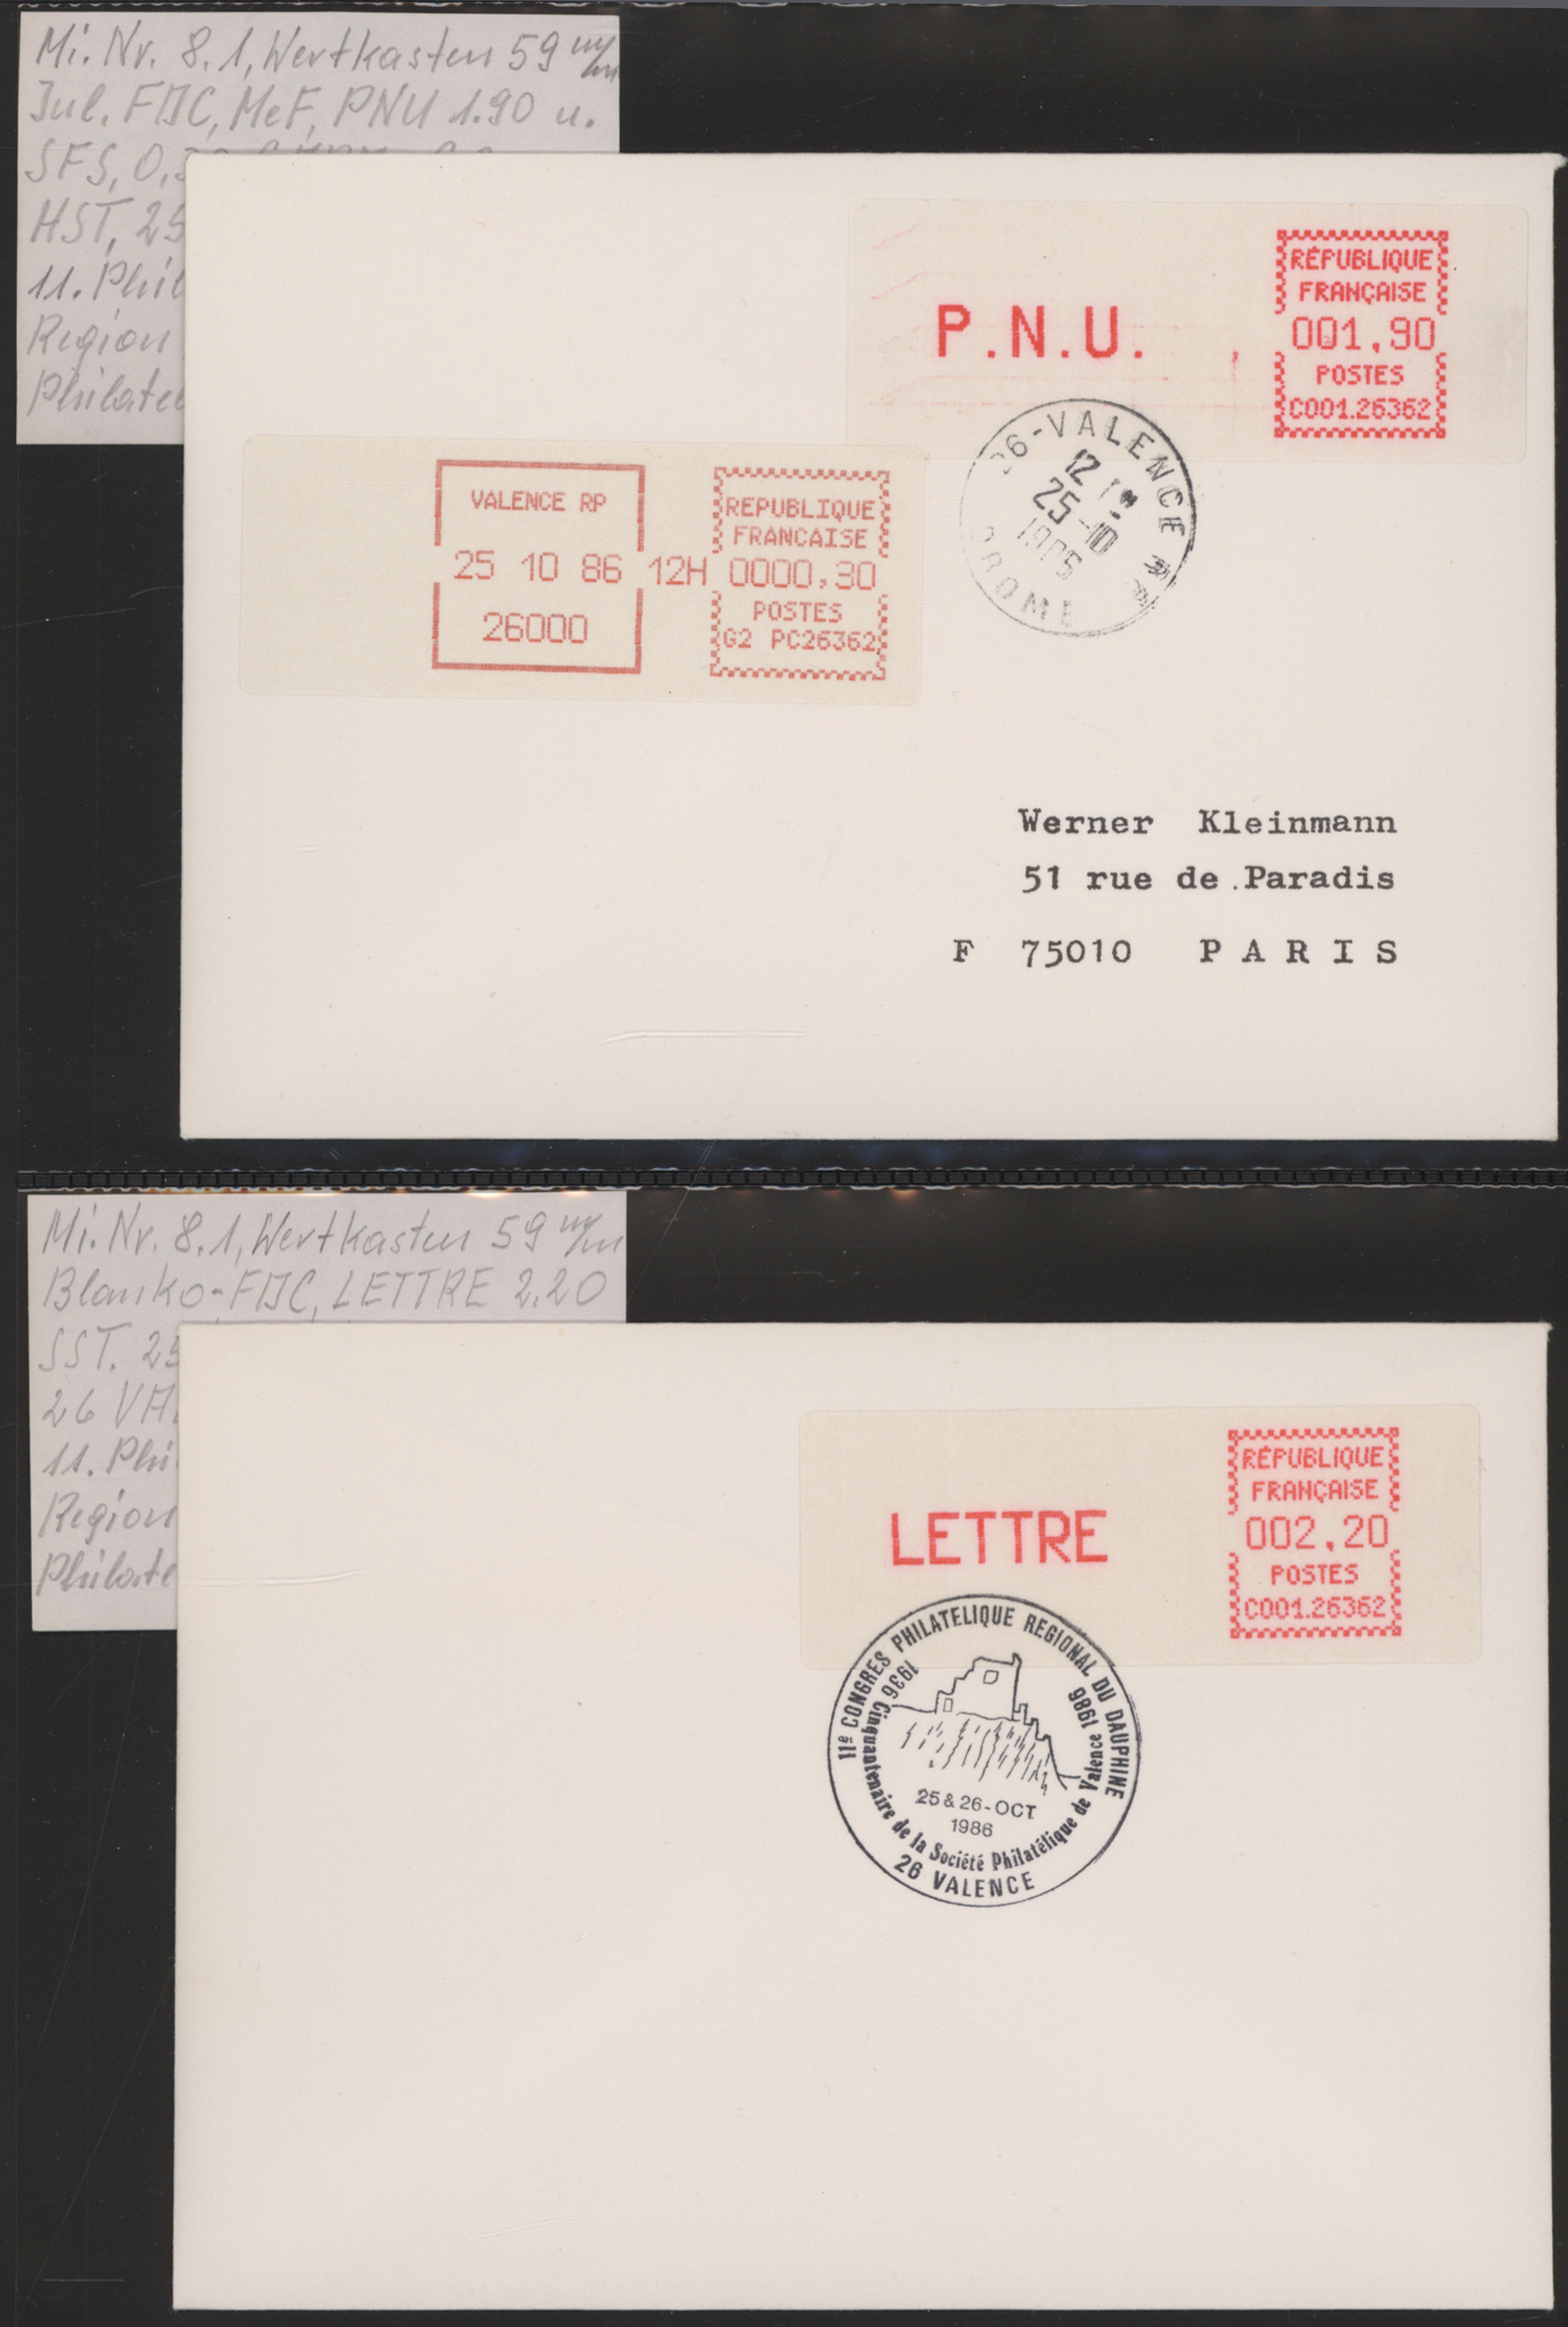 Mi. Nr. 8.1, Wertkasten 59 m/m
Jul. FDC, MeF, PNU 1.90 u.
SFS, 0,
HST, 25
11. Phil
Region
Philatel
P.N.U.
RÉPUBLIQUE
FRANÇAISE
001,90
POSTES
C001.26362
26-VALENCE
12
25-10
DROME
VALENCE RP
25 10 86 12H
26000
REPUBLIQUE
FRANCAISE
0000,30
POSTES
G2 PC26362
Werner Kleinmann
51 rue de Paradis
F 75010 PARIS
Mi. Nr. 8.1, Wertkasten 59 m/m
Blanko-FDC, LETTRE 2.20
SST. 25
26 VA
11. Phi
Region
Philate
LETTRE
RÉPUBLIQUE
FRANÇAISE
002,20
POSTES
C001.26362
11e CONGRES PHILATELIQUE REGIONAL DU DAUPHINE
1936 Cinquantenaire de la Société Philatélique de Valence 1986
25 & 26-OCT
1986
26 VALENCE